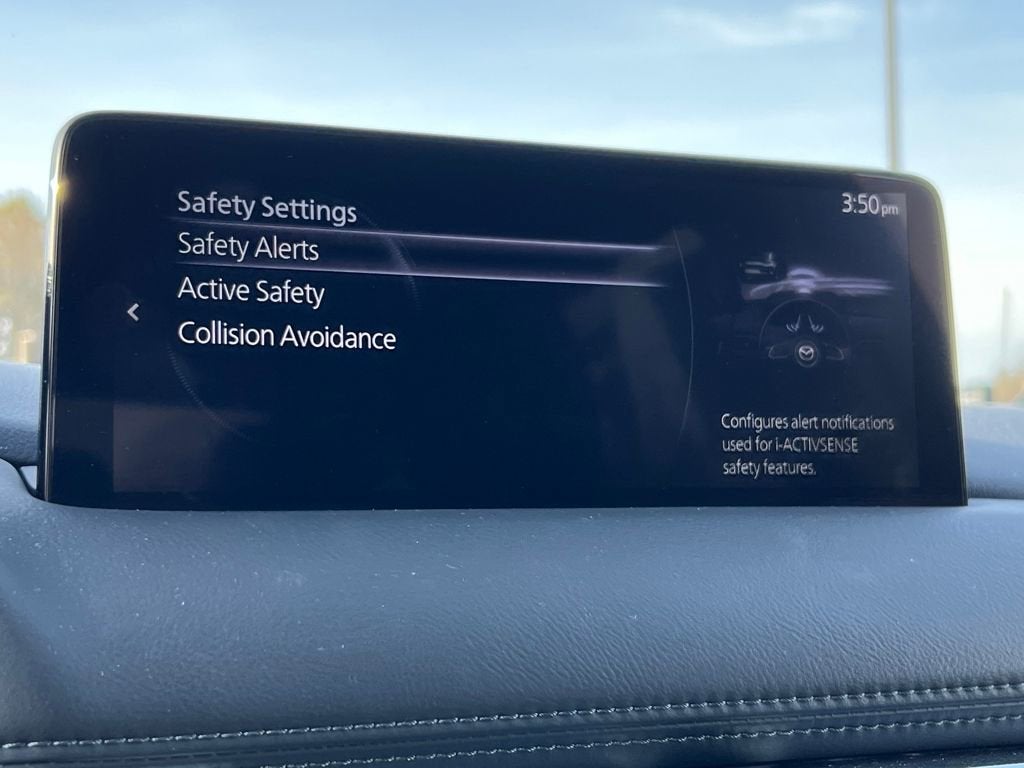 Safety Settings
3:50pm
Safety Alerts
Active Safety
Collision Avoidance
Configures alert notifications
used for i-ACTIVSENSE
safety features.